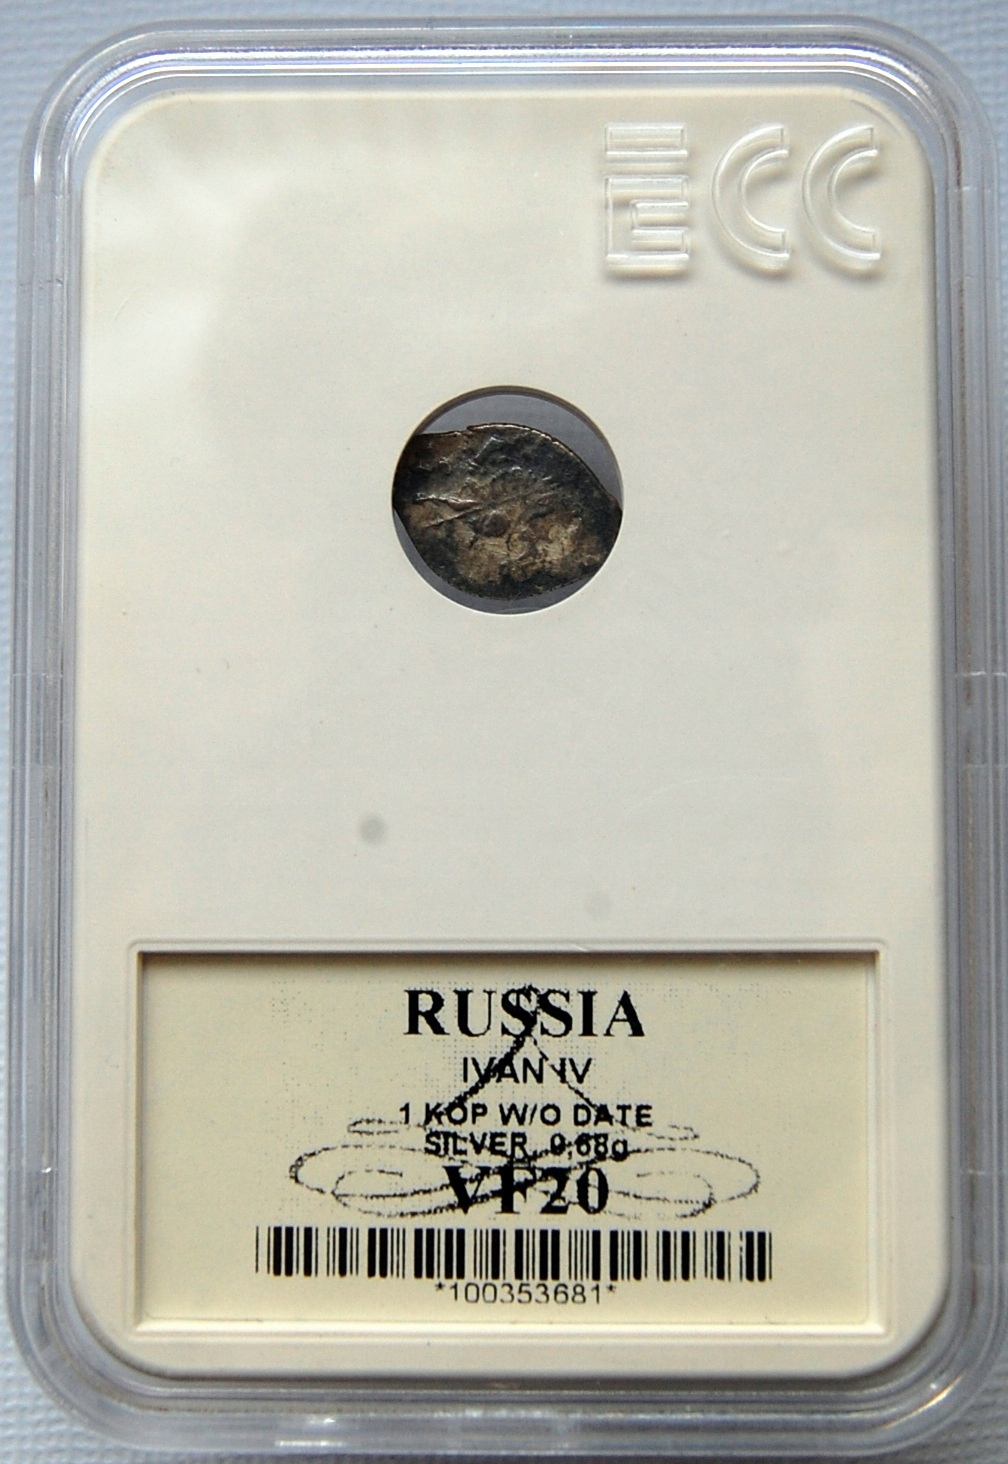 ECC
RUSSIA
IVAN IV
1 KOP W/O DATE
SILVER, 0,68g
VF20
*100353681*